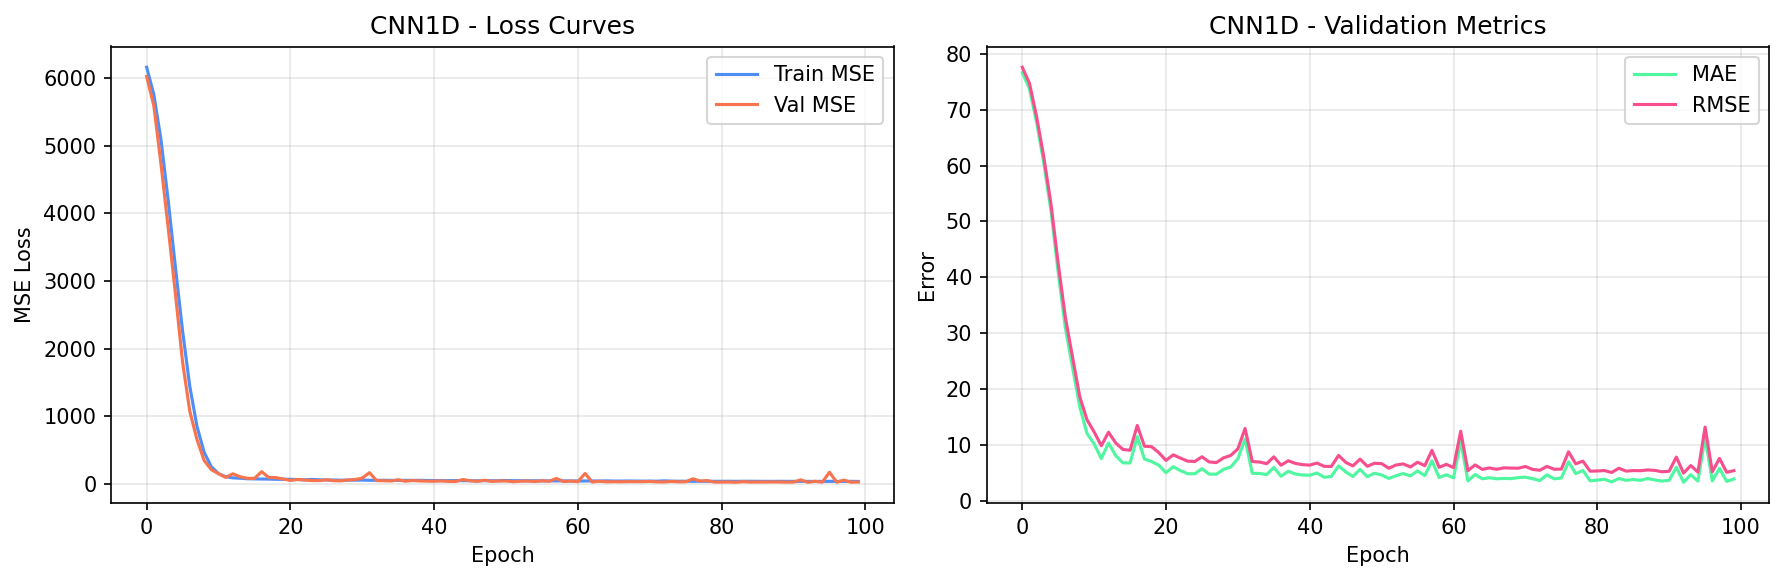 CNN1D - Loss Curves
6000
5000
4000
3000
2000
1000
0
MSE Loss
Train MSE
Val MSE
0 20 40 60 80 100
Epoch
CNN1D - Validation Metrics
80
70
60
50
40
30
20
10
0
Error
MAE
RMSE
0 20 40 60 80 100
Epoch